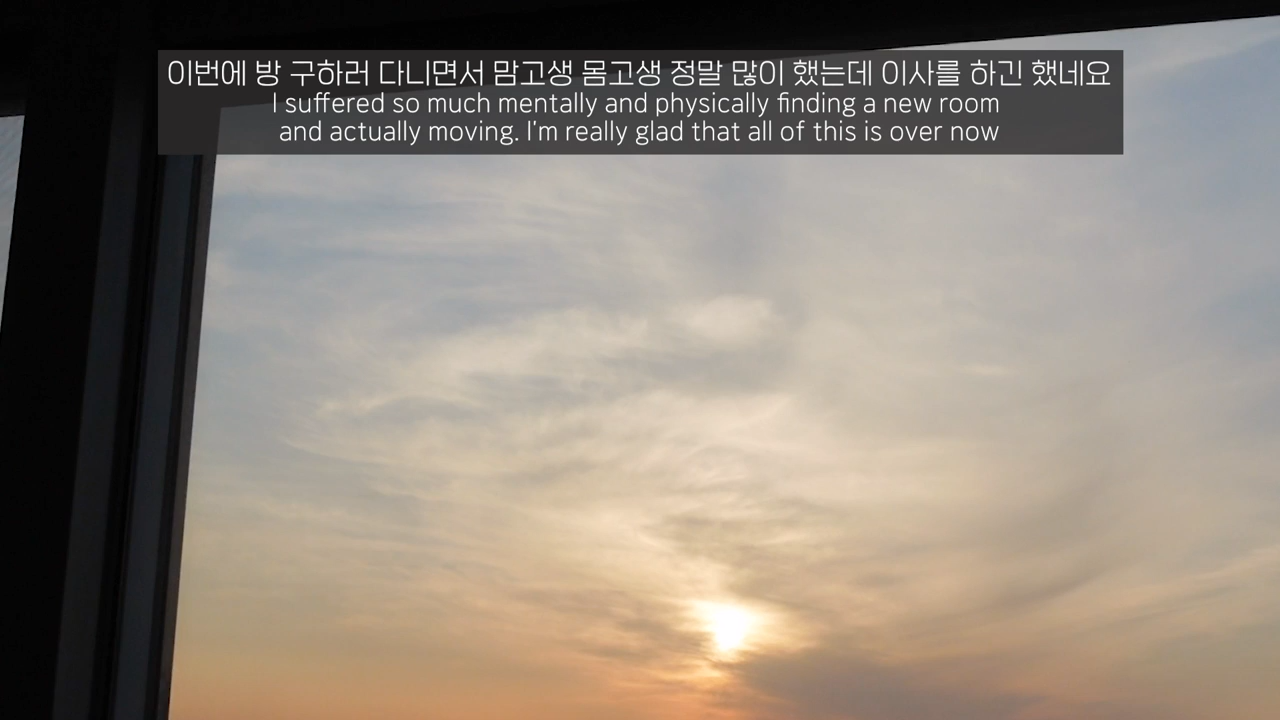 이번에 방 구하러 다니면서 맘고생 몸고생 정말 많이 했는데 이사를 하긴 했네요
I suffered so much mentally and physically finding a new room
and actually moving. I'm really glad that all of this is over now